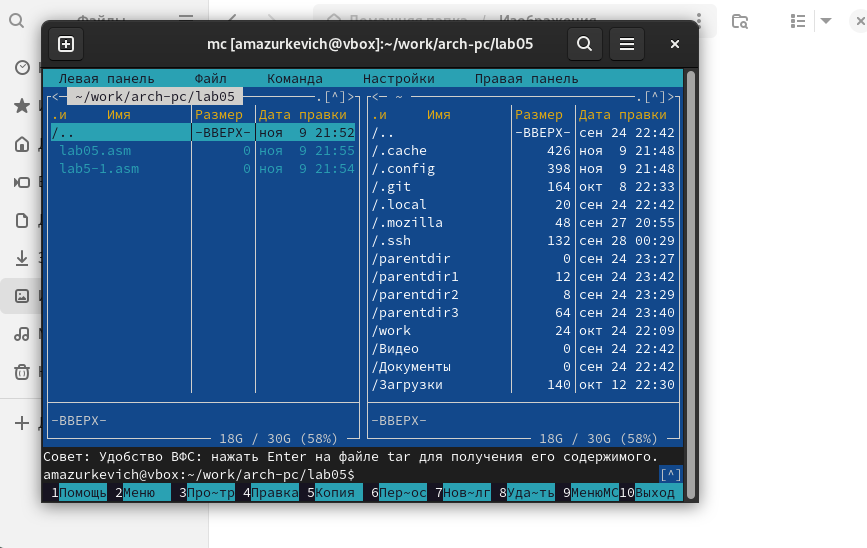 Файлы
Домашняя папка / Изображения
mc [amazurkevich@vbox]:~/work/arch-pc/lab05
Левая панель Файл Команда Настройки Правая панель
<─ ~/work/arch-pc/lab05 ─.[^]>
.и Имя Размер Дата правки
/.. -ВВЕРХ- ноя 9 21:52
lab05.asm 0 ноя 9 21:55
lab5-1.asm 0 ноя 9 21:54
-ВВЕРХ-
18G / 30G (58%)
<─ ~ ─.[^]>
.и Имя Размер Дата правки
/.. -ВВЕРХ- сен 24 22:42
/.cache 426 ноя 9 21:48
/.config 398 ноя 9 21:48
/.git 164 окт 8 22:33
/.local 20 сен 24 22:42
/.mozilla 48 сен 27 20:55
/.ssh 132 сен 28 00:29
/parentdir 0 сен 24 23:27
/parentdir1 12 сен 24 23:42
/parentdir2 8 сен 24 23:29
/parentdir3 64 сен 24 23:40
/work 24 окт 24 22:09
/Видео 0 сен 24 22:42
/Документы 0 сен 24 22:42
/Загрузки 140 окт 12 22:30
-ВВЕРХ-
18G / 30G (58%)
Совет: Удобство ВФС: нажать Enter на файле tar для получения его содержимого.
amazurkevich@vbox:~/work/arch-pc/lab05$ [^]
1Помощь 2Меню 3Про~тр 4Правка 5Копия 6Пер~ос 7Нов~лг 8Уда~ть 9МенюМС 10Выход